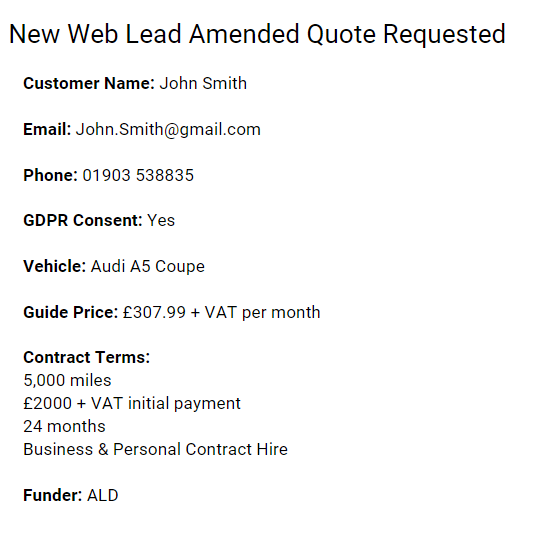 New Web Lead Amended Quote Requested
Customer Name: John Smith
Email: John.Smith@gmail.com
Phone: 01903 538835
GDPR Consent: Yes
Vehicle: Audi A5 Coupe
Guide Price: £307.99 + VAT per month
Contract Terms:
5,000 miles
£2000 + VAT initial payment
24 months
Business & Personal Contract Hire
Funder: ALD